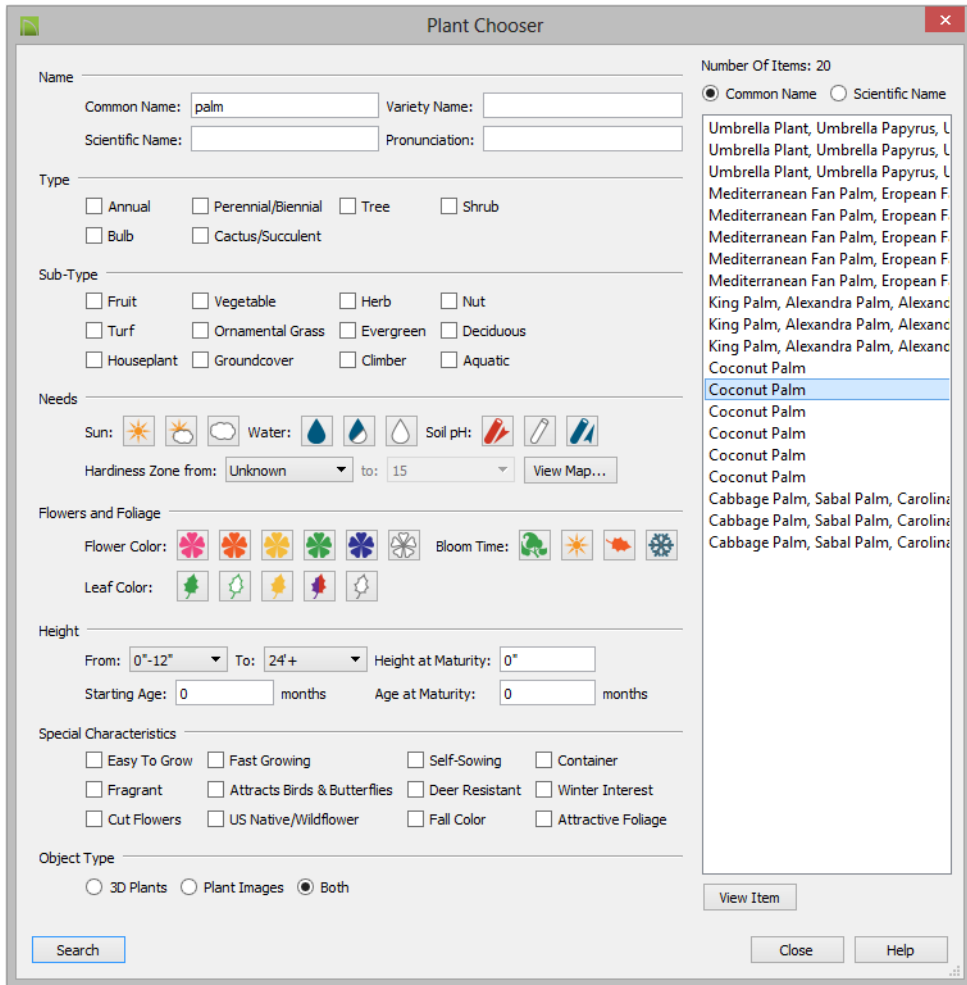 Plant Chooser
Name
Common Name: palm Variety Name:
Scientific Name: Pronunciation:
Type
Annual Perennial/Biennial Tree Shrub
Bulb Cactus/Succulent
Sub-Type
Fruit Vegetable Herb Nut
Turf Ornamental Grass Evergreen Deciduous
Houseplant Groundcover Climber Aquatic
Needs
Sun: Water: Soil pH:
Hardiness Zone from: Unknown to: 15 View Map...
Flowers and Foliage
Flower Color: Bloom Time:
Leaf Color:
Height
From: 0"-12" To: 24'+ Height at Maturity: 0"
Starting Age: 0 months Age at Maturity: 0 months
Special Characteristics
Easy To Grow Fast Growing Self-Sowing Container
Fragrant Attracts Birds & Butterflies Deer Resistant Winter Interest
Cut Flowers US Native/Wildflower Fall Color Attractive Foliage
Object Type
3D Plants Plant Images Both
Search
Number Of Items: 20
Common Name Scientific Name
Umbrella Plant, Umbrella Papyrus, U
Umbrella Plant, Umbrella Papyrus, U
Umbrella Plant, Umbrella Papyrus, U
Mediterranean Fan Palm, Eropean F
Mediterranean Fan Palm, Eropean F
Mediterranean Fan Palm, Eropean F
Mediterranean Fan Palm, Eropean F
Mediterranean Fan Palm, Eropean F
King Palm, Alexandra Palm, Alexand
King Palm, Alexandra Palm, Alexand
King Palm, Alexandra Palm, Alexand
Coconut Palm
Coconut Palm
Coconut Palm
Coconut Palm
Coconut Palm
Coconut Palm
Cabbage Palm, Sabal Palm, Carolina
Cabbage Palm, Sabal Palm, Carolina
Cabbage Palm, Sabal Palm, Carolina
View Item
Close Help